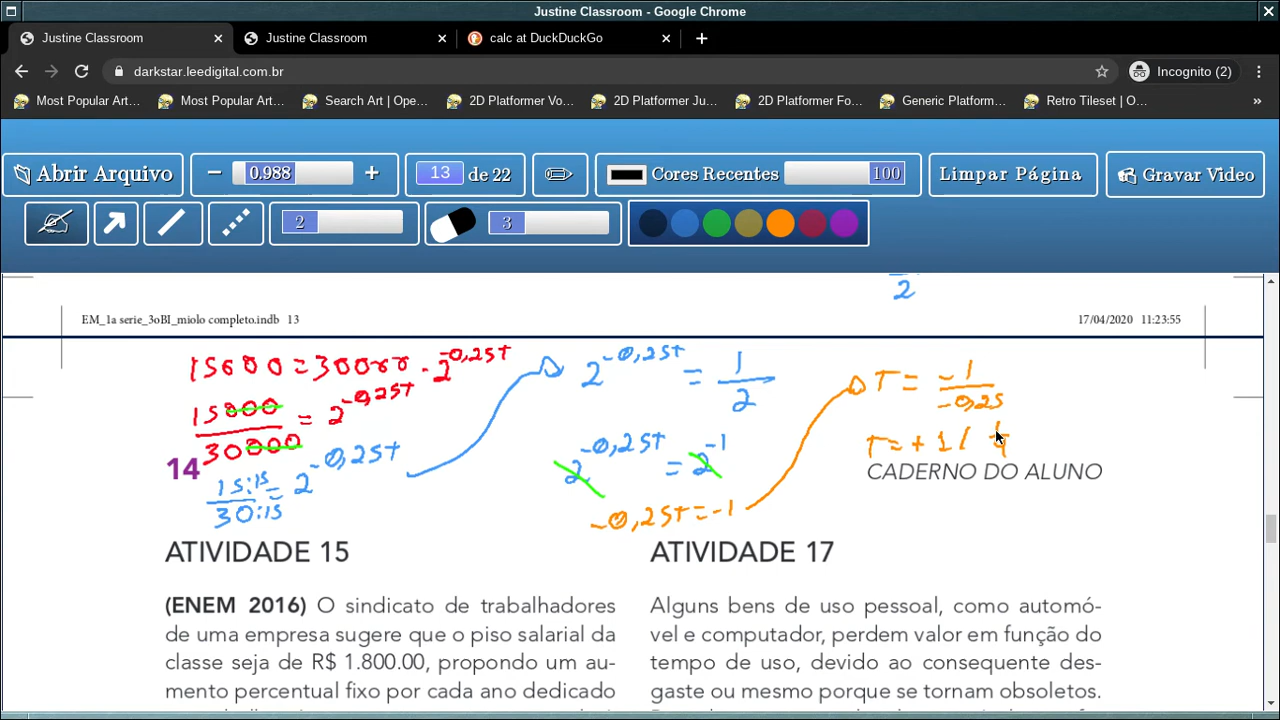 Justine Classroom - Google Chrome
Justine Classroom
Justine Classroom
calc at DuckDuckGo
darkstar.leedigital.com.br
Incognito (2)
Most Popular Art...
Most Popular Art...
Search Art | Ope...
2D Platformer Vo...
2D Platformer Ju...
2D Platformer Fo...
Generic Platform...
Retro Tileset | O...
Abrir Arquivo
− 0.988 +
13 de 22
Cores Recentes 100
Limpar Página
Gravar Video
2
3
2
EM_1a serie_3oBI_miolo completo.indb 13
17/04/2020 11:23:55
15000 = 30000 . 2^-0,25T
15000/30000 = 2^-0,25T
15:15/30:15 = 2^-0,25T
2^-0,25T = 1/2
2^-0,25T = 2^-1
-0,25T = -1
T = -1/-0,25
T = + 1 /
14
CADERNO DO ALUNO
ATIVIDADE 15
(ENEM 2016) O sindicato de trabalhadores
de uma empresa sugere que o piso salarial da
classe seja de R$ 1.800.00, propondo um au-
mento percentual fixo por cada ano dedicado
ATIVIDADE 17
Alguns bens de uso pessoal, como automó-
vel e computador, perdem valor em função do
tempo de uso, devido ao consequente des-
gaste ou mesmo porque se tornam obsoletos.